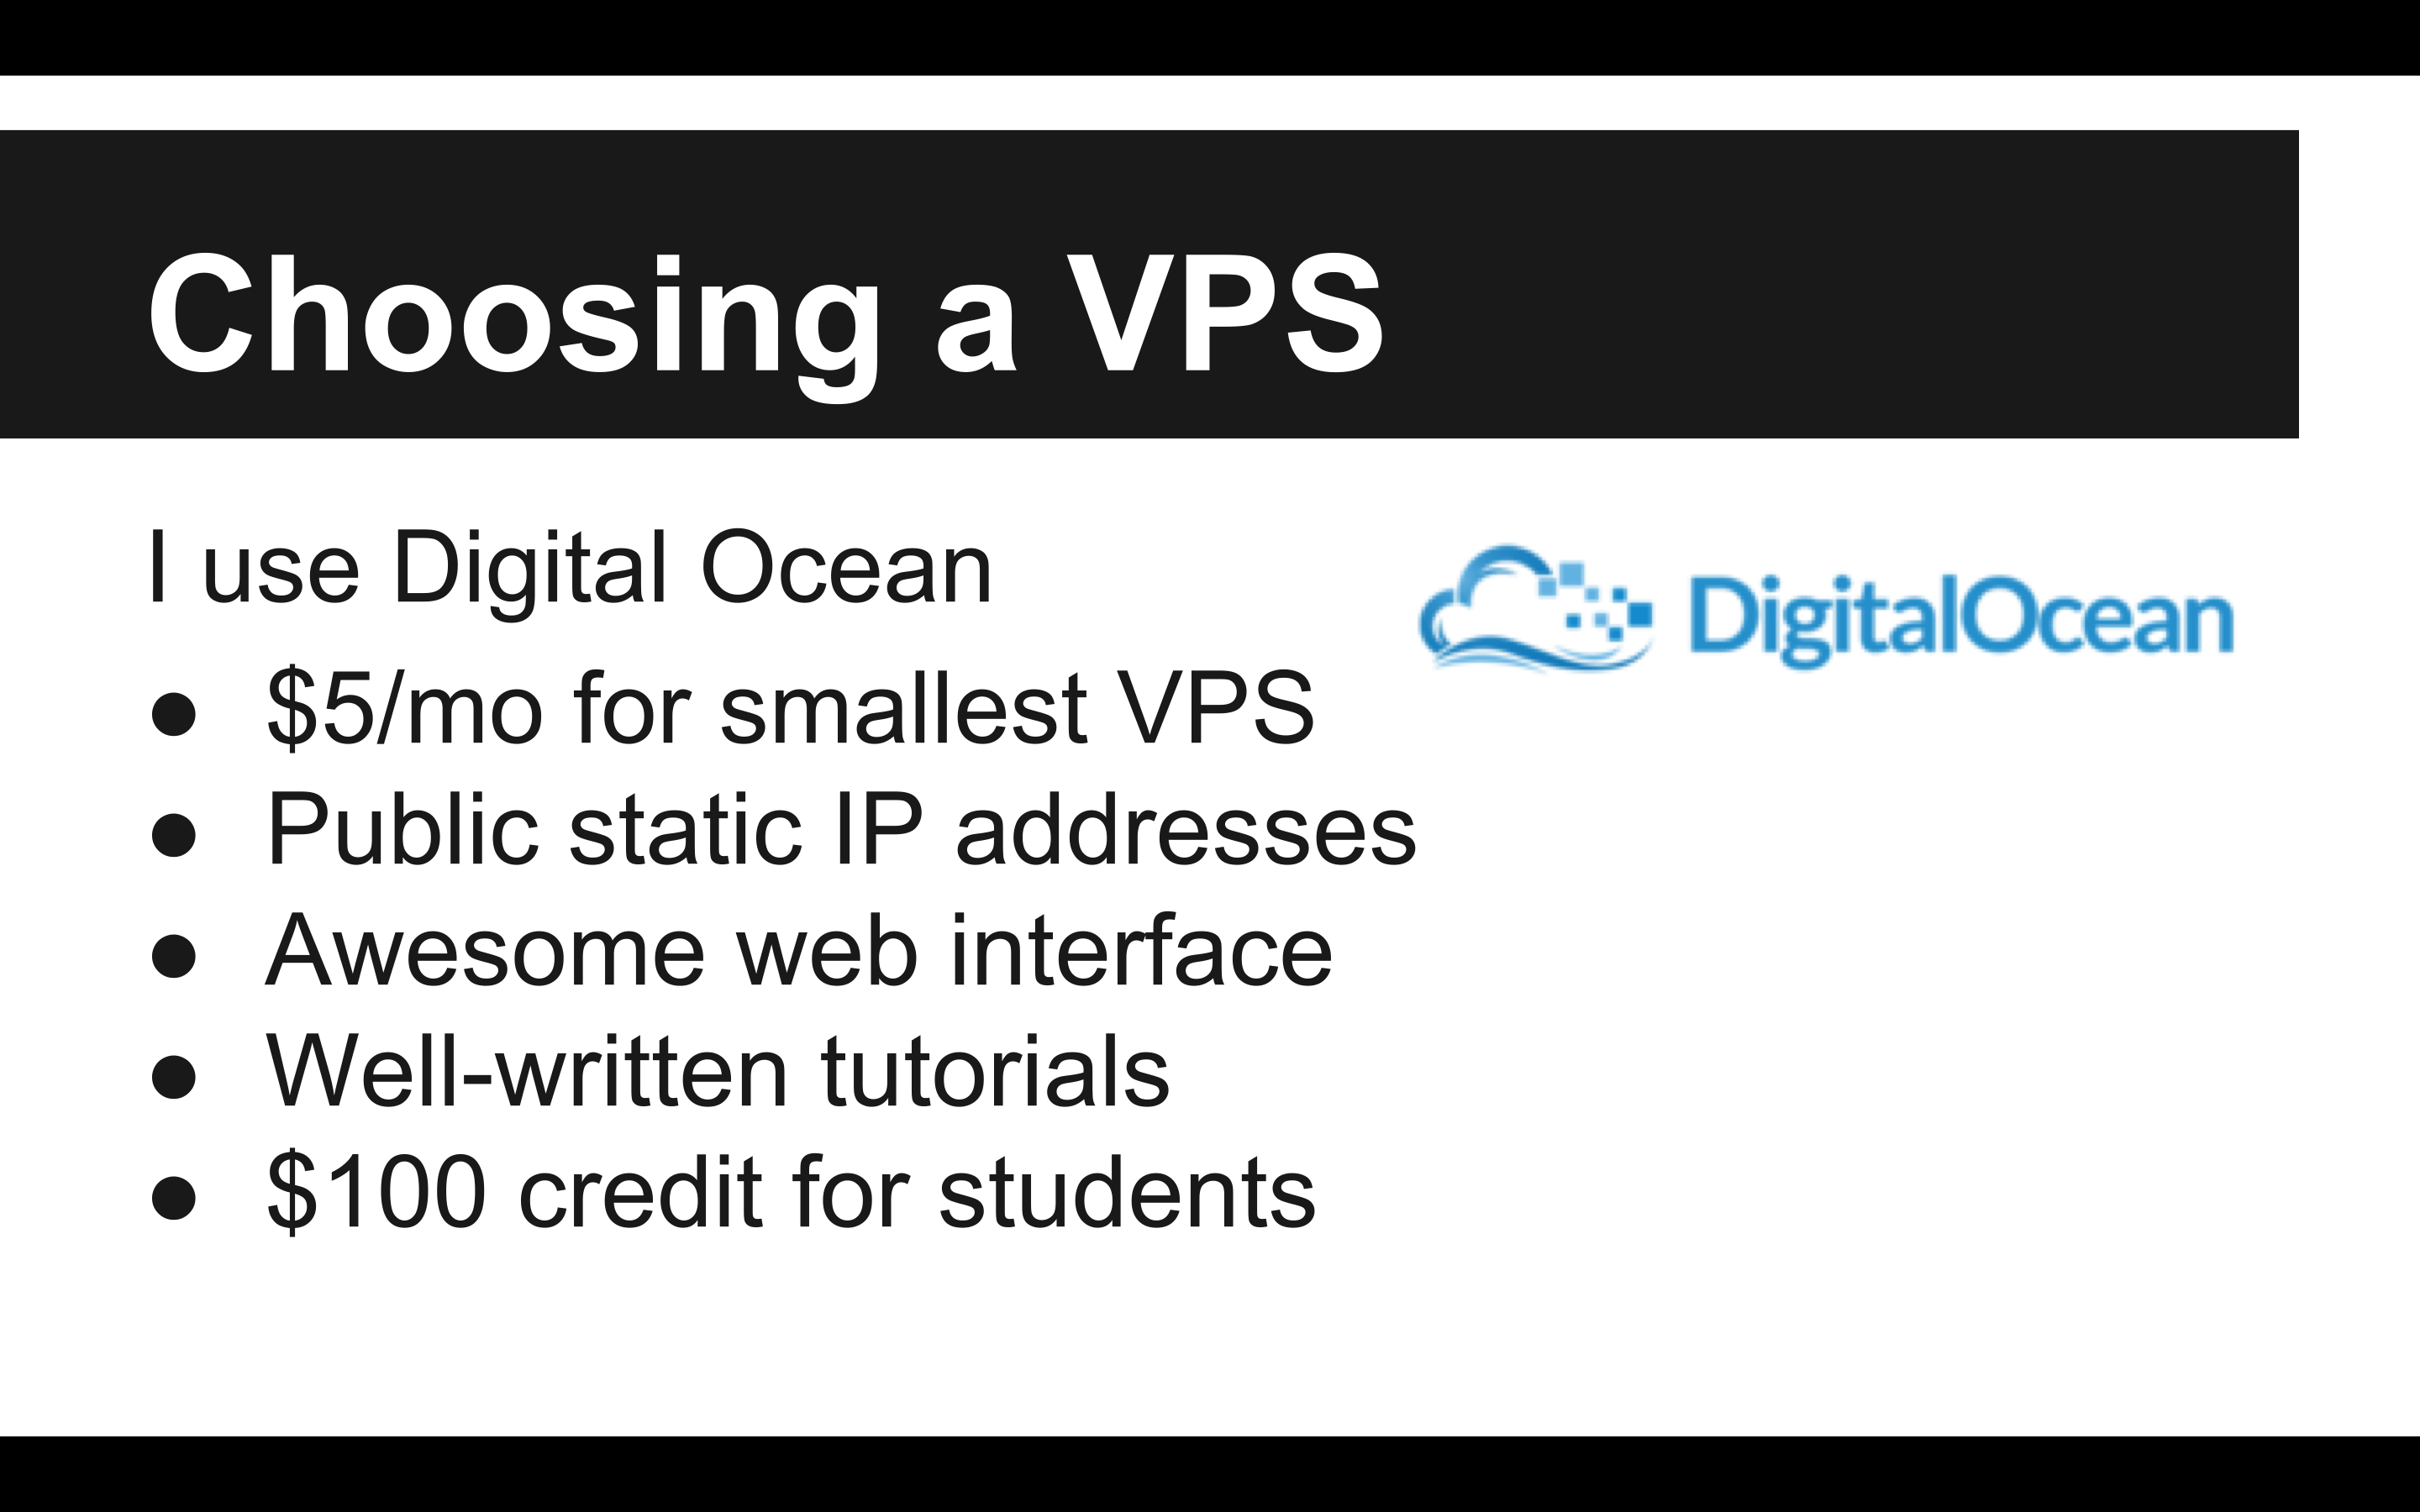 Choosing a VPS
I use Digital Ocean
DigitalOcean
● $5/mo for smallest VPS
● Public static IP addresses
● Awesome web interface
● Well-written tutorials
● $100 credit for students